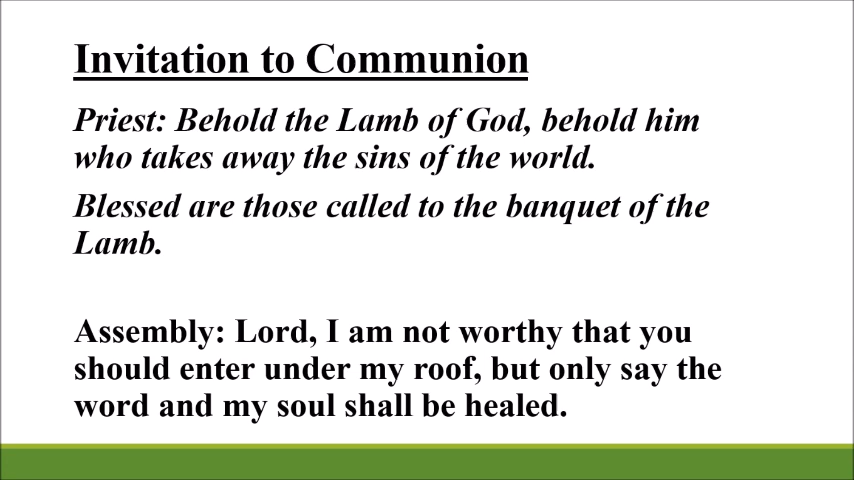 Invitation to Communion
Priest: Behold the Lamb of God, behold him
who takes away the sins of the world.
Blessed are those called to the banquet of the
Lamb.
Assembly: Lord, I am not worthy that you
should enter under my roof, but only say the
word and my soul shall be healed.